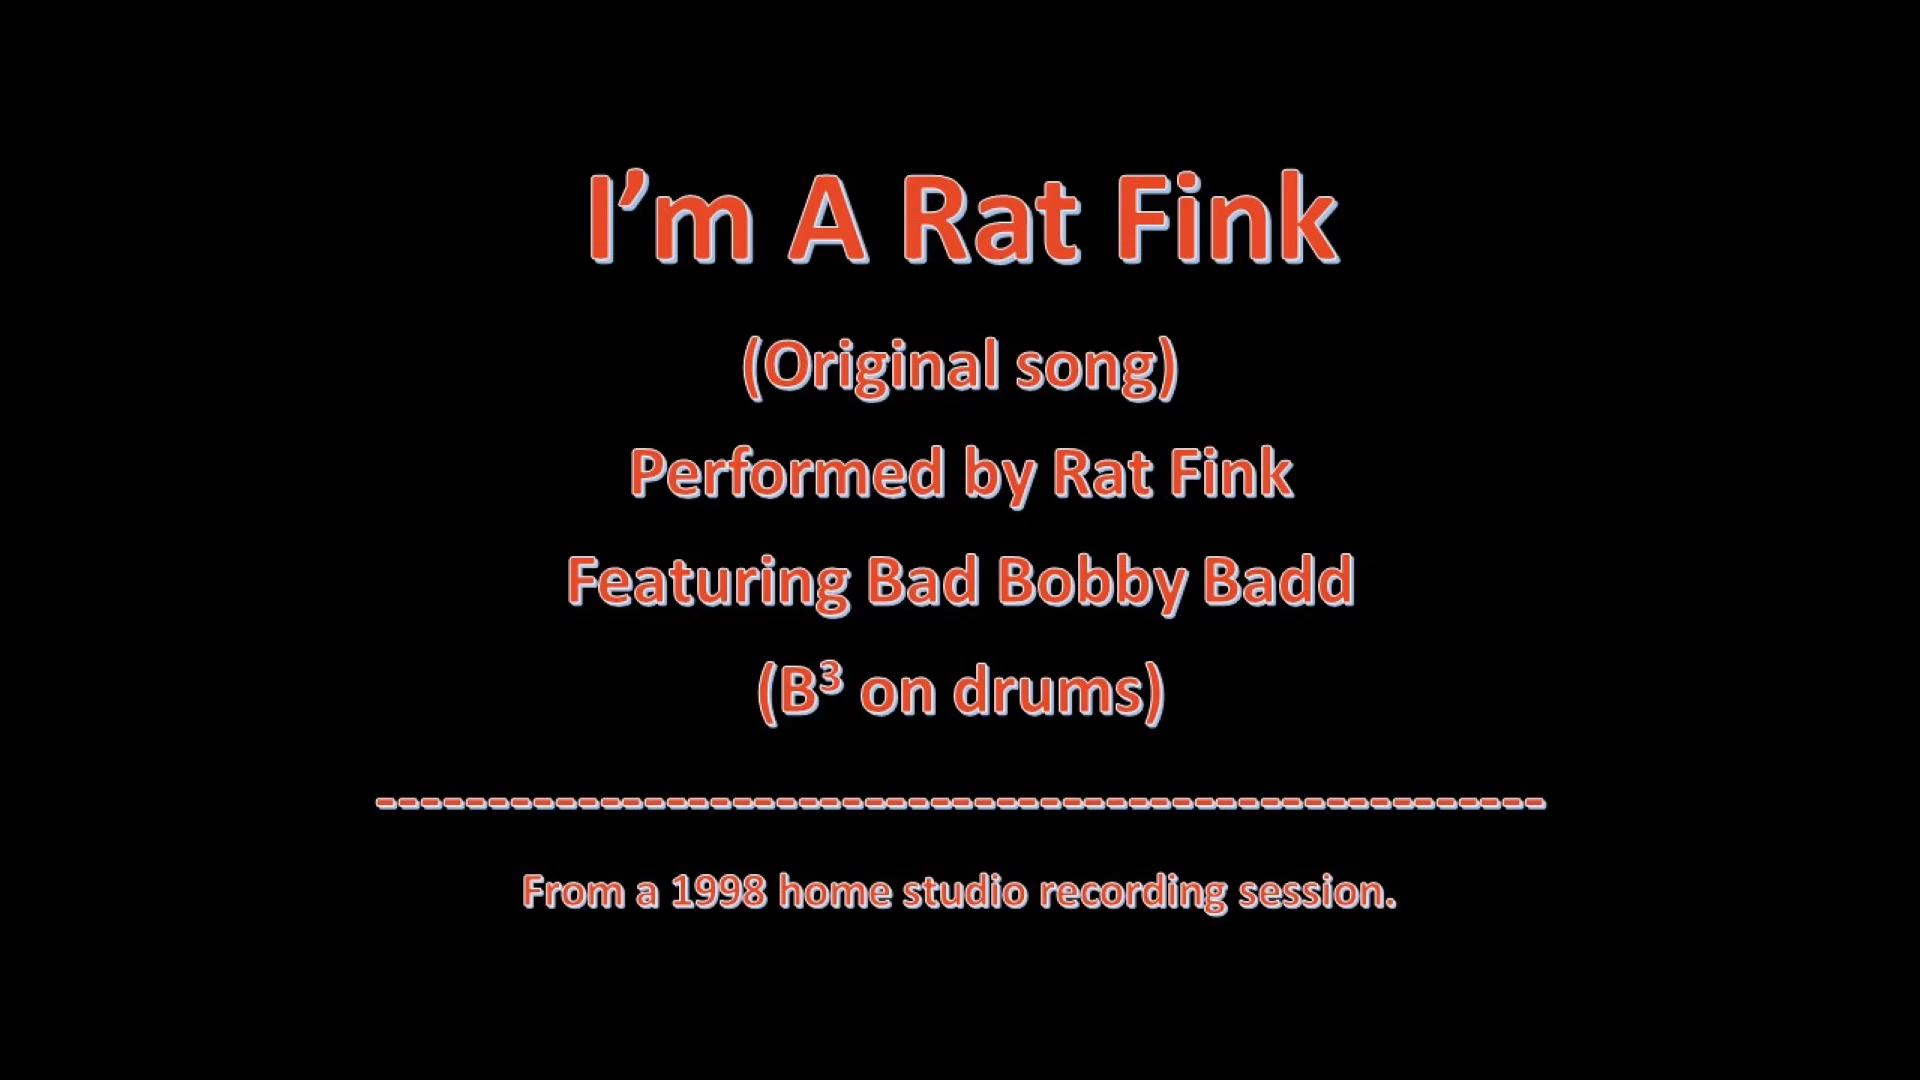 I’m A Rat Fink
(Original song)
Performed by Rat Fink
Featuring Bad Bobby Badd
(B³ on drums)
-----------------------------------------------------
From a 1998 home studio recording session.